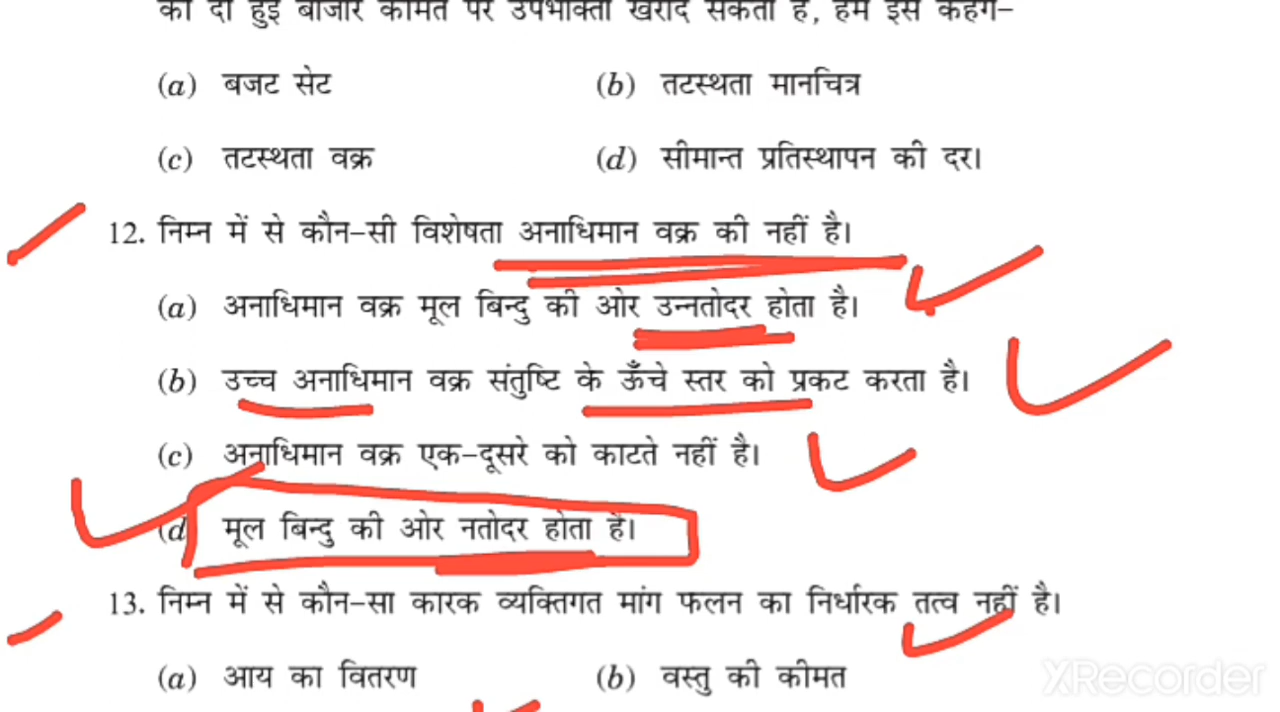 को दी हुई बाजार कीमत पर उपभोक्ता खरीद सकता है, हम इसे कहेंगे–
(a) बजट सेट (b) तटस्थता मानचित्र
(c) तटस्थता वक्र (d) सीमान्त प्रतिस्थापन की दर।
12. निम्न में से कौन-सी विशेषता अनाधिमान वक्र की नहीं है।
(a) अनाधिमान वक्र मूल बिन्दु की ओर उन्नतोदर होता है।
(b) उच्च अनाधिमान वक्र संतुष्टि के ऊँचे स्तर को प्रकट करता है।
(c) अनाधिमान वक्र एक-दूसरे को काटते नहीं है।
(d) मूल बिन्दु की ओर नतोदर होता है।
13. निम्न में से कौन-सा कारक व्यक्तिगत मांग फलन का निर्धारक तत्व नहीं है।
(a) आय का वितरण (b) वस्तु की कीमत
XRecorder